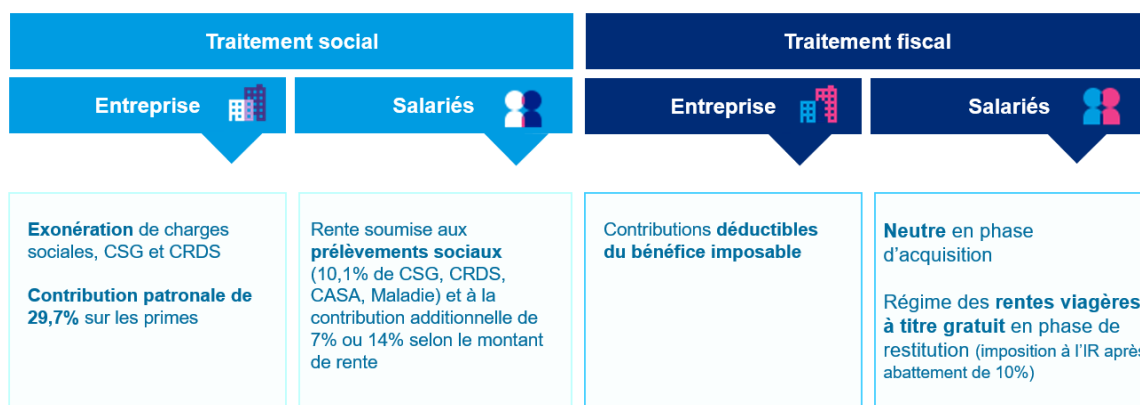 Traitement social
Traitement fiscal
Entreprise
Salariés
Entreprise
Salariés
Exonération de charges
sociales, CSG et CRDS
Contribution patronale de
29,7% sur les primes
Rente soumise aux
prélèvements sociaux
(10,1% de CSG, CRDS,
CASA, Maladie) et à la
contribution additionnelle de
7% ou 14% selon le montant
de rente
Contributions déductibles
du bénéfice imposable
Neutre en phase
d'acquisition
Régime des rentes viagères
à titre gratuit en phase de
restitution (imposition à l'IR après
abattement de 10%)